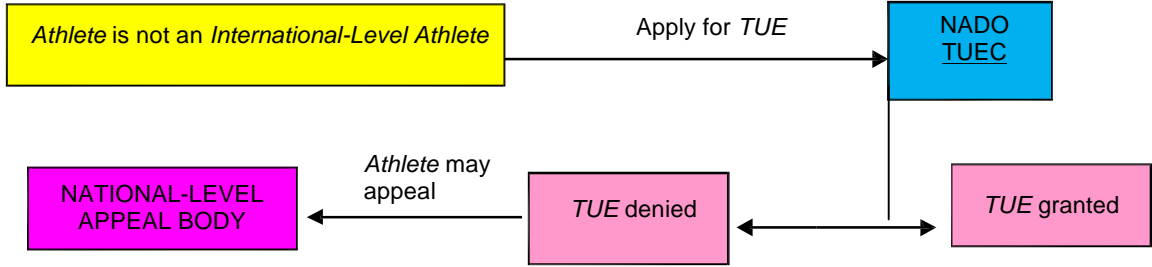 Athlete is not an International-Level Athlete
Apply for TUE
NADO
TUEC
Athlete may
appeal
NATIONAL-LEVEL
APPEAL BODY
TUE denied
TUE granted